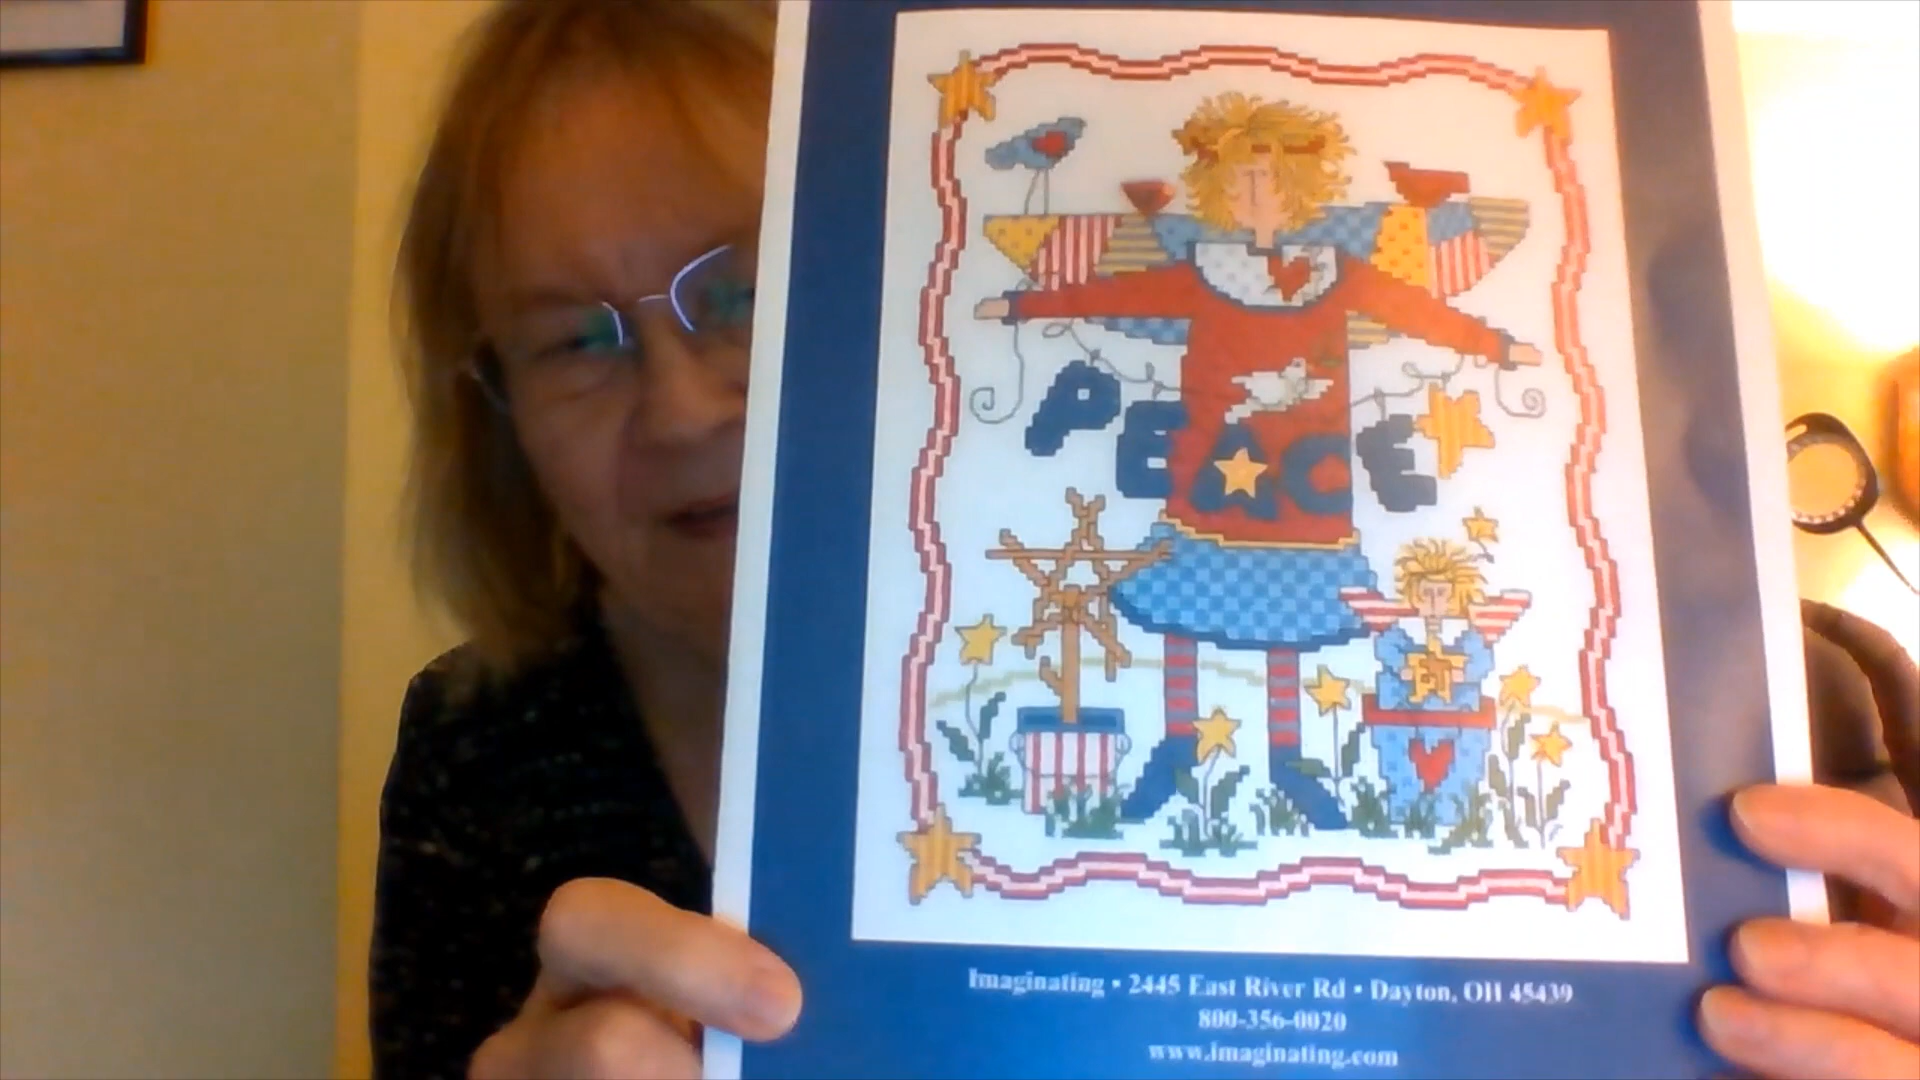 PEACE
Imaginating • 2445 East River Rd • Dayton, OH 45439
800-356-0020
www.imaginating.com